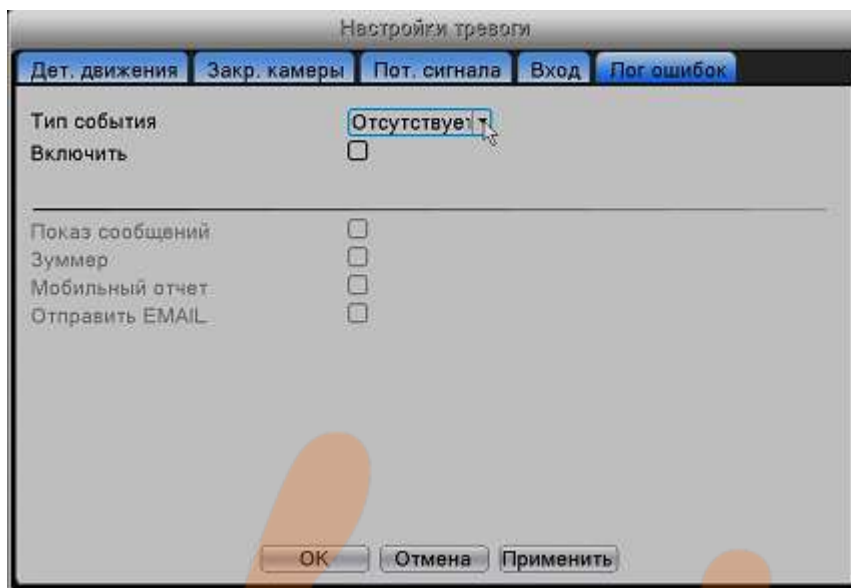 Настройки тревоги
Дет. движения Закр. камеры Пот. сигнала Вход Лог ошибок
Тип события Отсутствует
Включить
Показ сообщений
Зуммер
Мобильный отчет
Отправить EMAIL
OK Отмена Применить